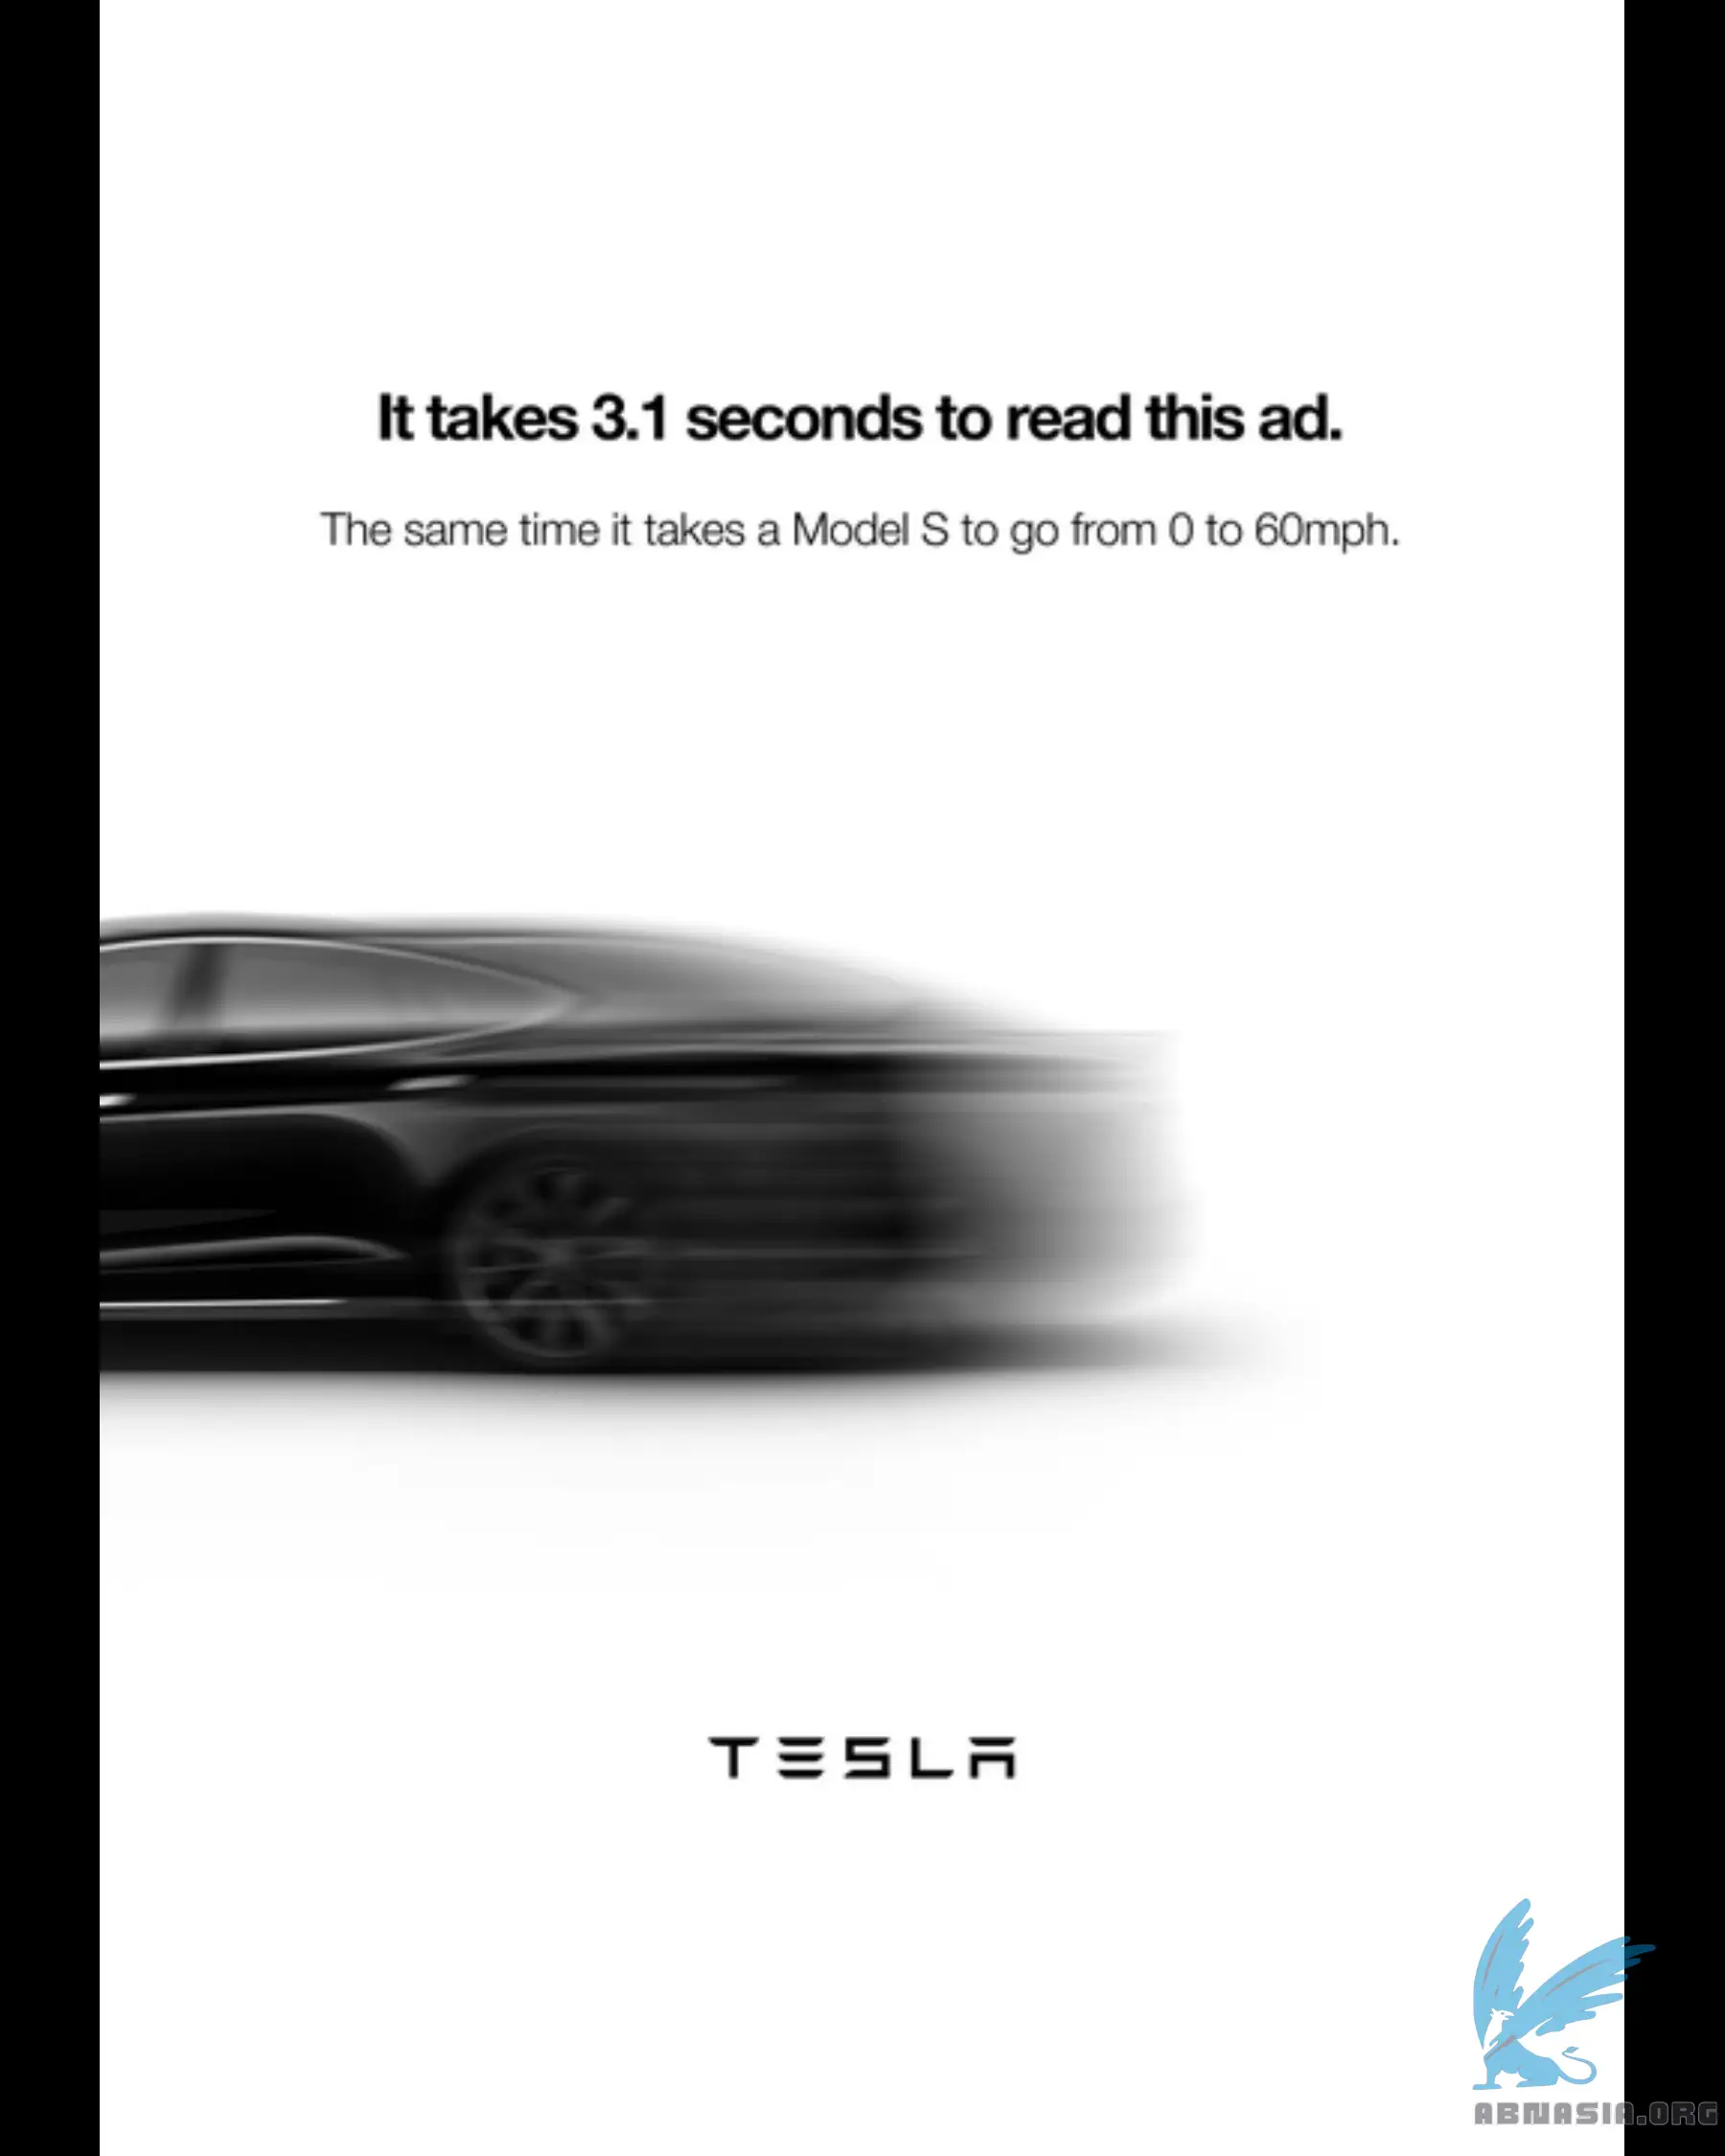 It takes 3.1 seconds to read this ad.
The same time it takes a Model S to go from 0 to 60mph.
TESLA
ABNASIA.ORG